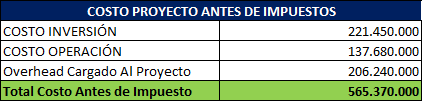 COSTO PROYECTO ANTES DE IMPUESTOS
COSTO INVERSIÓN 221.450.000
COSTO OPERACIÓN 137.680.000
Overhead Cargado Al Proyecto 206.240.000
Total Costo Antes de Impuesto 565.370.000